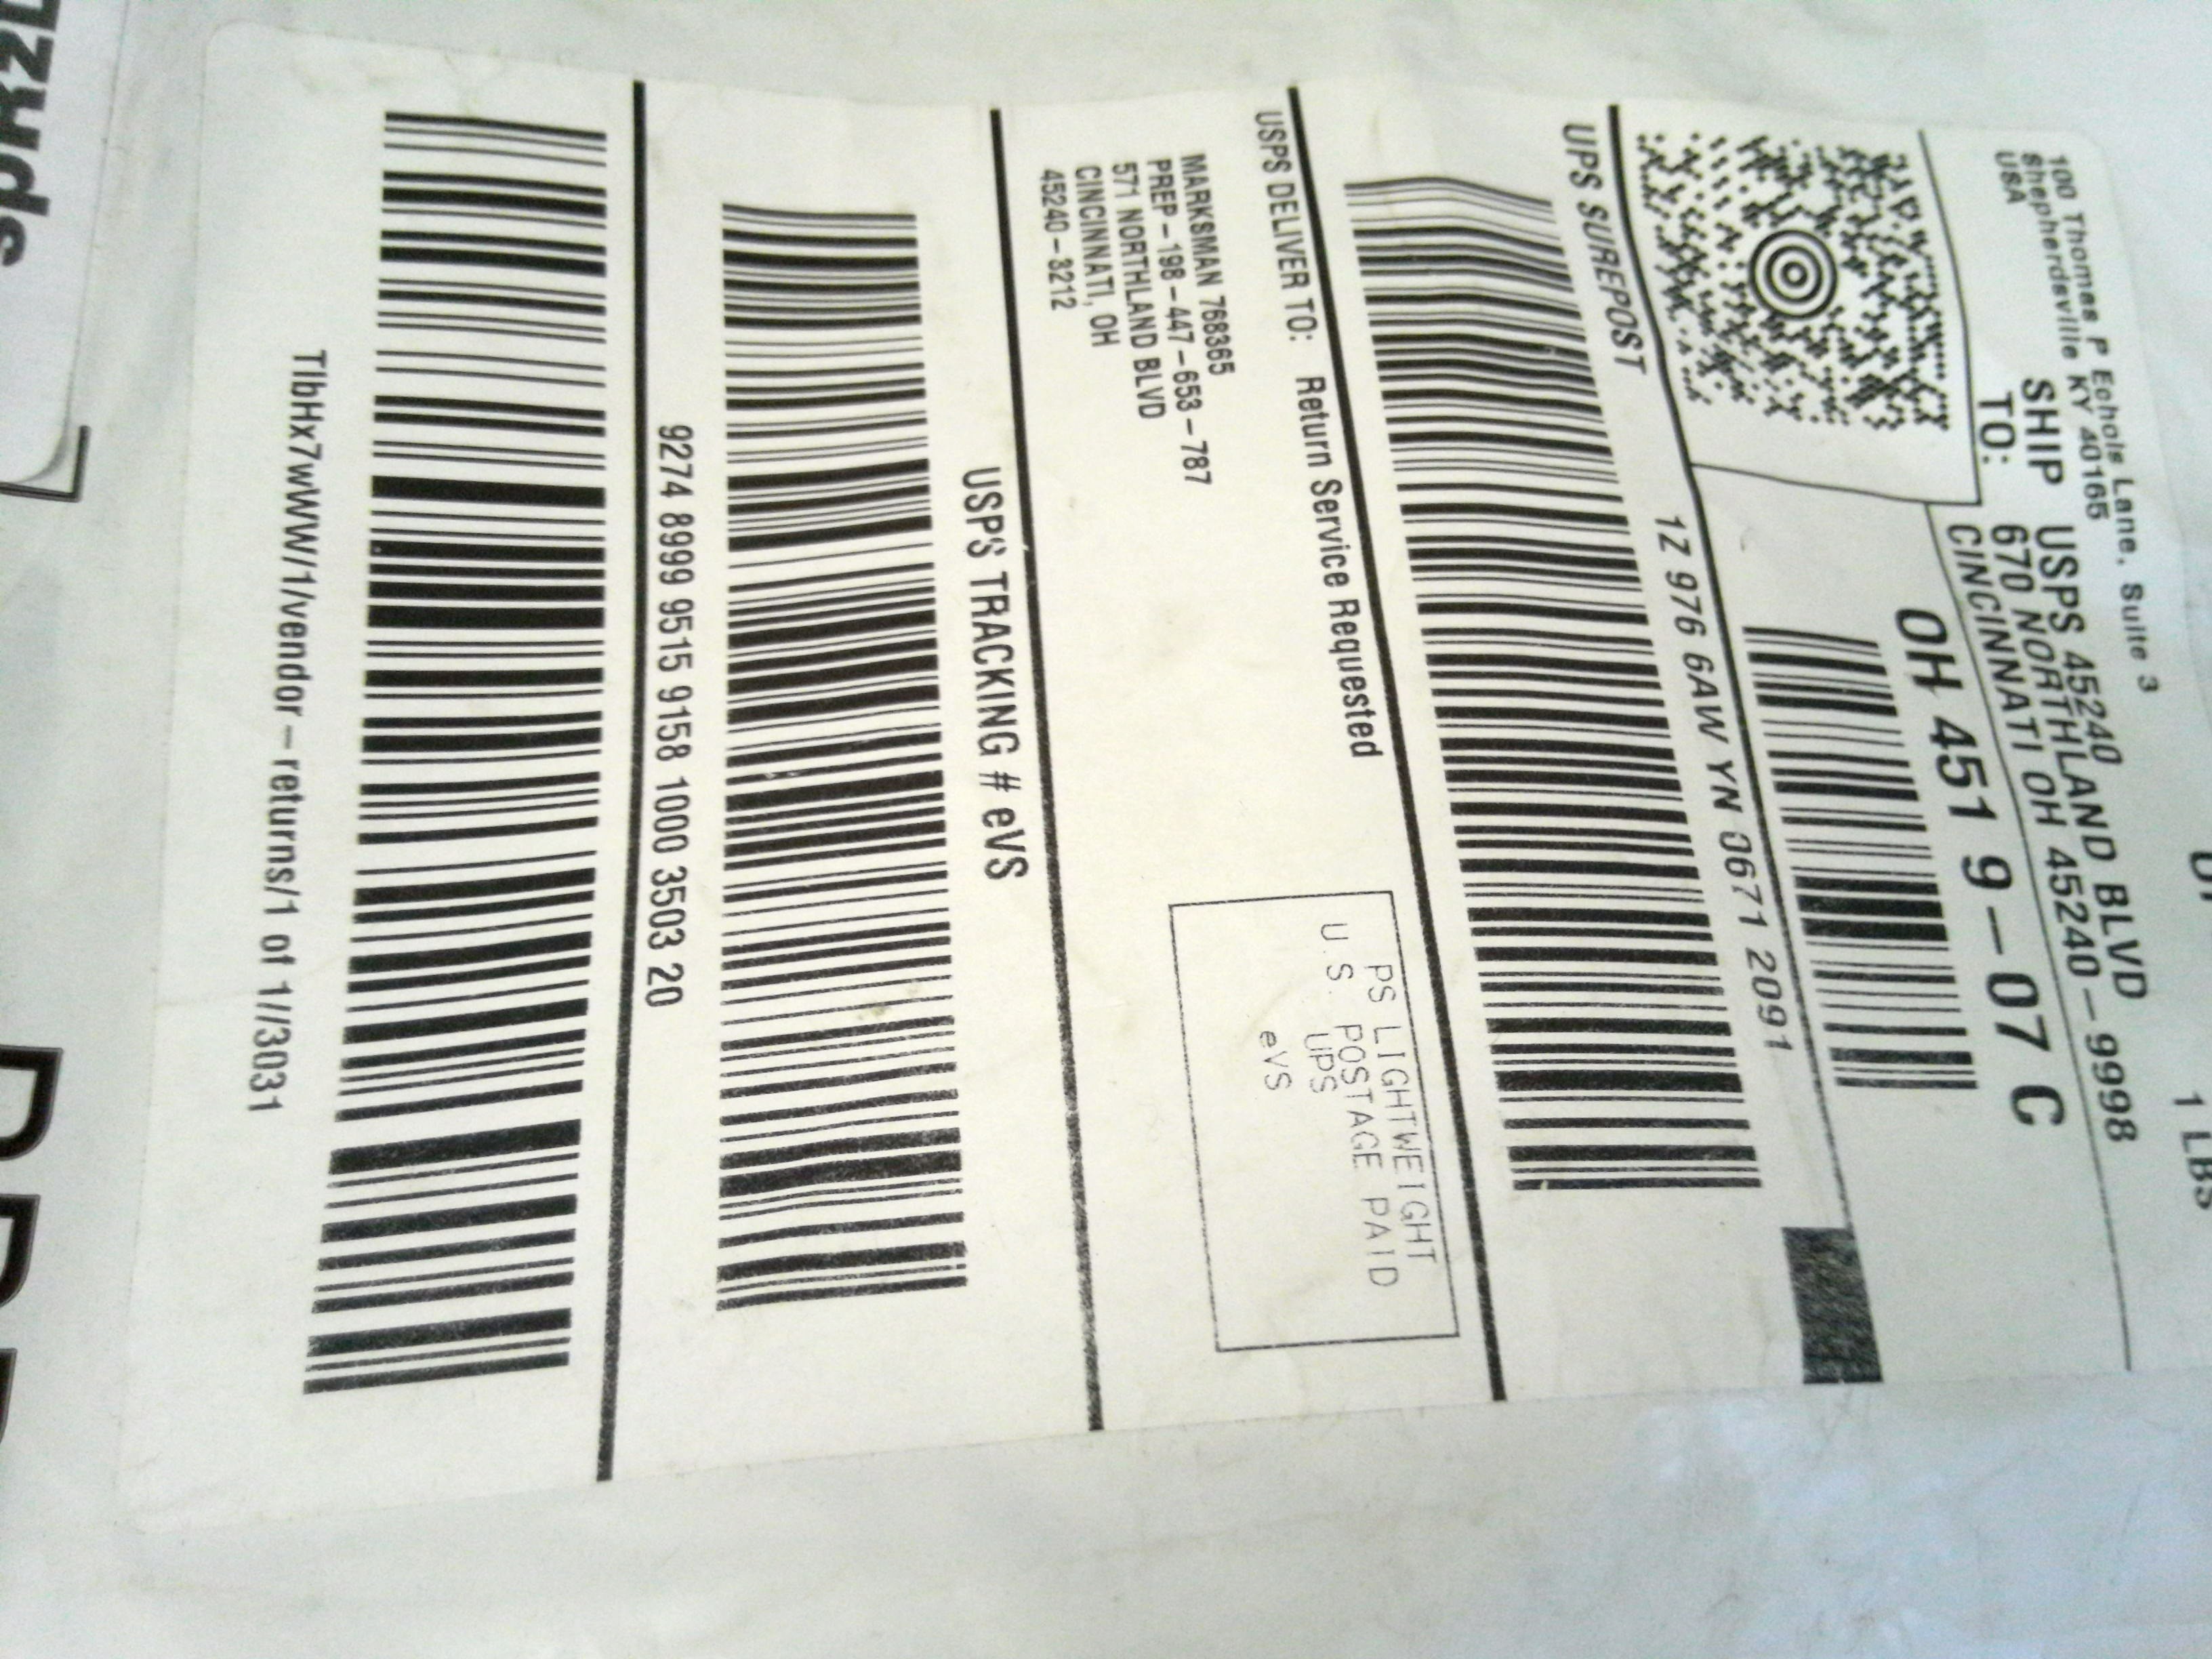 1 LBS
100 Thomas P Echols Lane, Suite 3
Shepherdsville KY 40165
USA
SHIP
TO:
USPS 45240
670 NORTHLAND BLVD
CINCINNATI OH 45240-9998
OH 451 9-07 C
UPS SUREPOST
1Z 976 6AW YN 0671 2091
USPS DELIVER TO:
Return Service Requested
MARKSMAN 768365
PREP-198-447-653-787
571 NORTHLAND BLVD
CINCINNATI, OH
45240-3212
PS LIGHTWEIGHT
U.S. POSTAGE PAID
UPS
eVS
USPS TRACKING # eVS
9274 8999 9515 9158 1000 3503 20
TlbHx7wWW/1/vendor-returns/1 of 1//3031